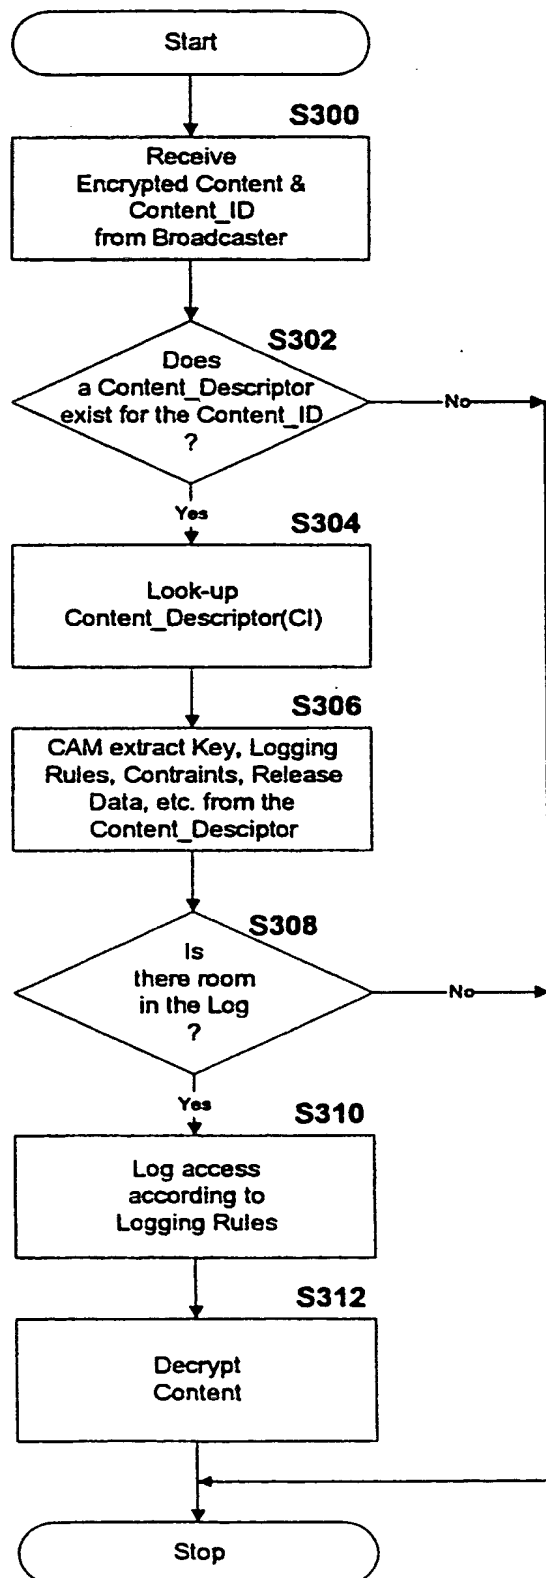 Start
S300
Receive
Encrypted Content &
Content_ID
from Broadcaster
S302
Does
a Content_Descriptor
exist for the Content_ID
?
No
Yes
S304
Look-up
Content_Descriptor(CI)
S306
CAM extract Key, Logging
Rules, Contraints, Release
Data, etc. from the
Content_Desciptor
S308
Is
there room
in the Log
?
No
Yes
S310
Log access
according to
Logging Rules
S312
Decrypt
Content
Stop